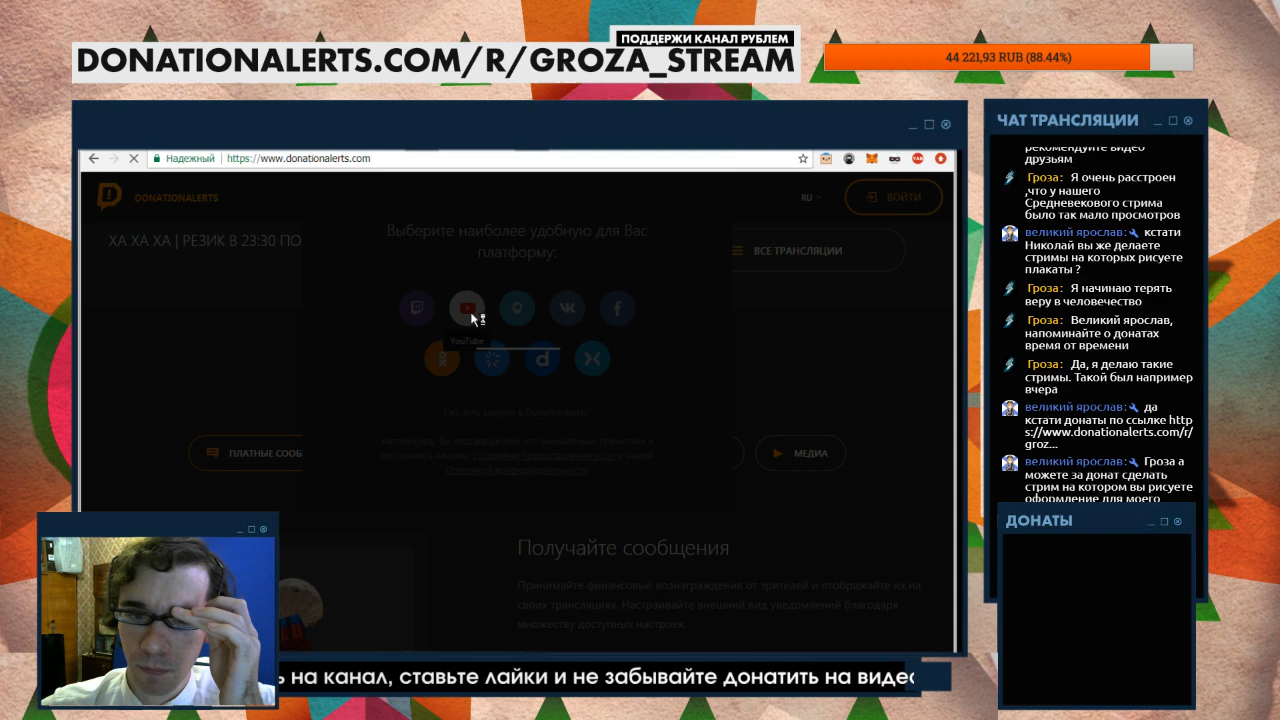 ПОДДЕРЖИ КАНАЛ РУБЛЕМ
DONATIONALERTS.COM/R/GROZA_STREAM
44 221,93 RUB (88.44%)
Надежный
https://www.donationalerts.com
DONATIONALERTS
RU
ВОЙТИ
ХА ХА ХА | РЕЗИК В 23:30 ПО
Выберите наиболее удобную для Вас
платформу:
ВСЕ ТРАНСЛЯЦИИ
YouTube
Уже есть аккаунт в DonationAlerts?
ПЛАТНЫЕ СООБ
МЕДИА
Получайте сообщения
Принимайте финансовые вознаграждения от зрителей и отображайте их на
своих трансляциях. Настраивайте внешний вид уведомлений благодаря
множеству доступных настроек.
ь на канал, ставьте лайки и не забывайте донатить на видео
ЧАТ ТРАНСЛЯЦИИ
рекомендуйте видео
друзьям
Гроза: Я очень расстроен
,что у нашего
Средневекового стрима
было так мало просмотров
великий ярослав: кстати
Николай вы же делаете
стримы на которых рисуете
плакаты ?
Гроза: Я начинаю терять
веру в человечество
Гроза: Великий ярослав,
напоминайте о донатах
время от времени
Гроза: Да, я делаю такие
стримы. Такой был например
вчера
великий ярослав: да
кстати донаты по ссылке http
s://www.donationalerts.com/r/
groz...
великий ярослав: Гроза а
можете за донат сделать
стрим на котором вы рисуете
оформление для моего
ДОНАТЫ